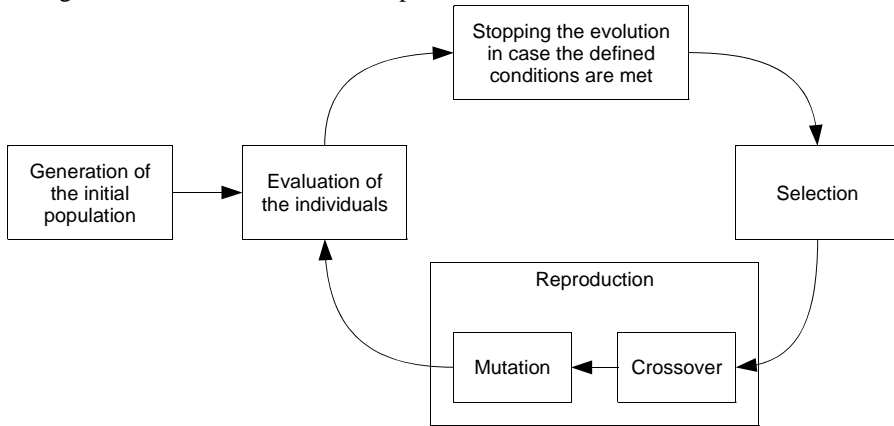 Stopping the evolution
in case the defined
conditions are met
Generation of
the initial
population
Evaluation of
the individuals
Selection
Reproduction
Mutation
Crossover